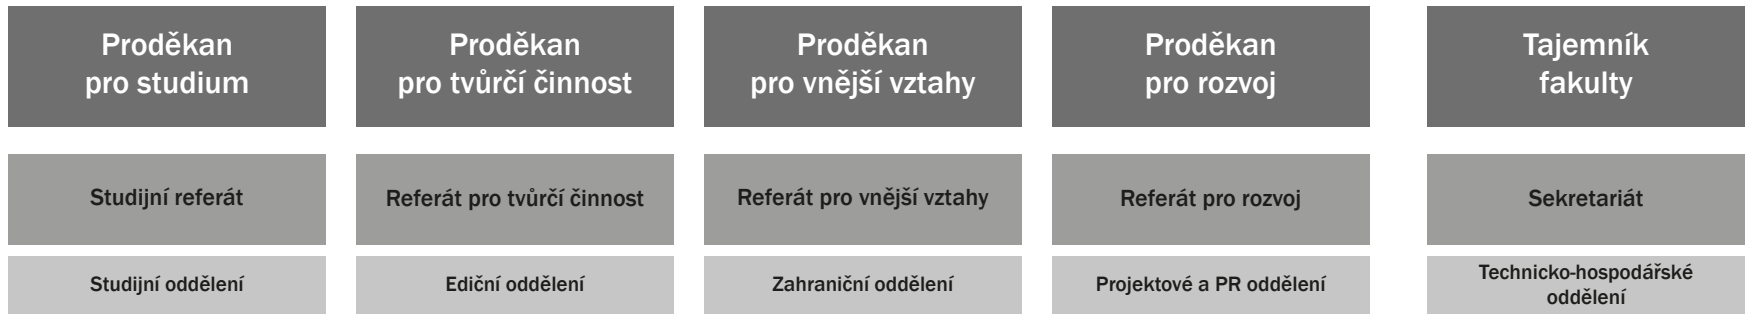 Proděkan
pro studium
Proděkan
pro tvůrčí činnost
Proděkan
pro vnější vztahy
Proděkan
pro rozvoj
Tajemník
fakulty
Studijní referát
Referát pro tvůrčí činnost
Referát pro vnější vztahy
Referát pro rozvoj
Sekretariát
Studijní oddělení
Ediční oddělení
Zahraniční oddělení
Projektové a PR oddělení
Technicko-hospodářské
oddělení